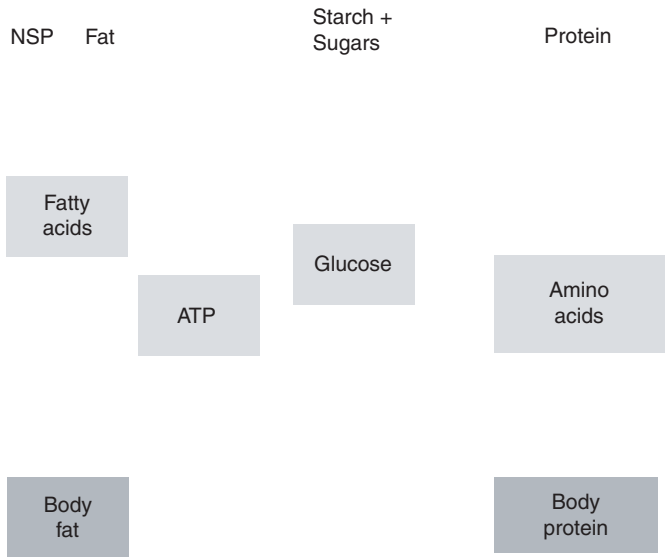 NSP Fat
Starch +
Sugars
Protein
Fatty
acids
Glucose
ATP
Amino
acids
Body
fat
Body
protein